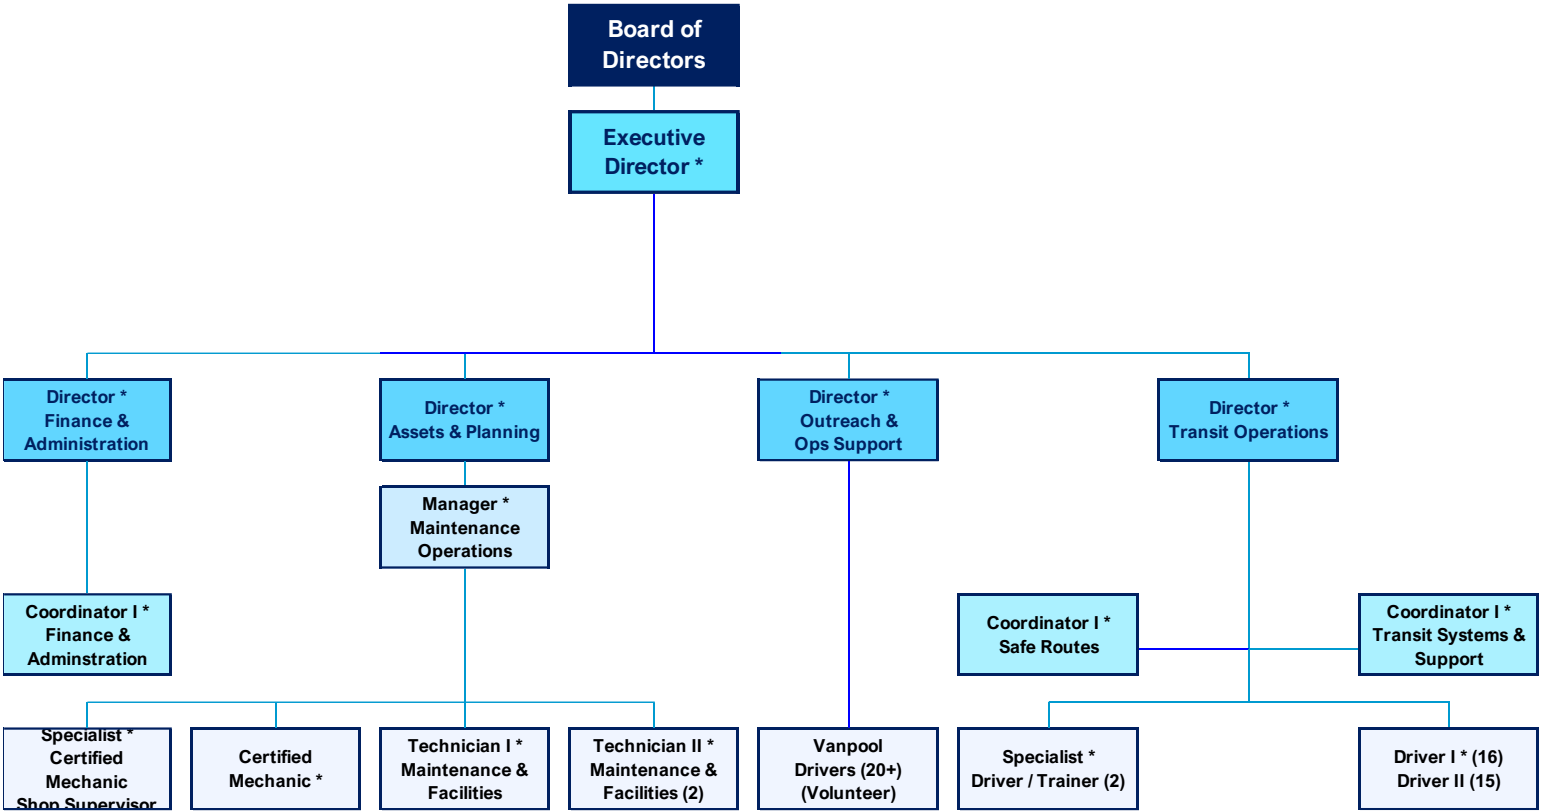 Board of
Directors
Executive
Director *
Director *
Finance &
Administration
Director *
Assets & Planning
Director *
Outreach &
Ops Support
Director *
Transit Operations
Manager *
Maintenance
Operations
Coordinator I *
Finance &
Adminstration
Coordinator I *
Safe Routes
Coordinator I *
Transit Systems &
Support
Specialist *
Certified
Mechanic
Shop Supervisor
Certified
Mechanic *
Technician I *
Maintenance &
Facilities
Technician II *
Maintenance &
Facilities (2)
Vanpool
Drivers (20+)
(Volunteer)
Specialist *
Driver / Trainer (2)
Driver I * (16)
Driver II (15)